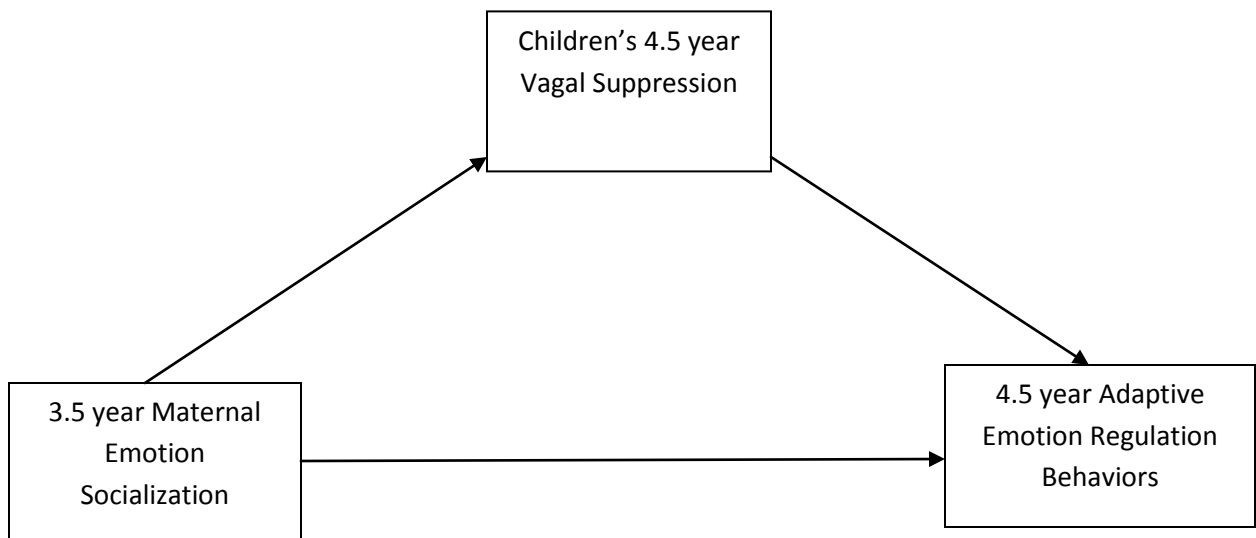 Children’s 4.5 year
Vagal Suppression
3.5 year Maternal
Emotion
Socialization
4.5 year Adaptive
Emotion Regulation
Behaviors